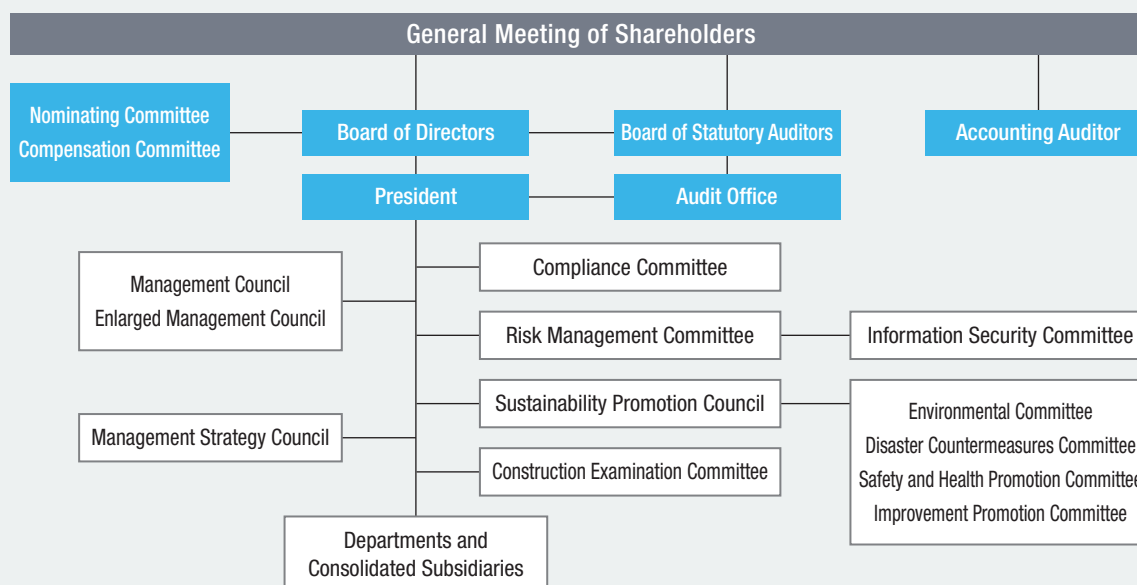 General Meeting of Shareholders
Nominating Committee
Compensation Committee
Board of Directors
Board of Statutory Auditors
Accounting Auditor
President
Audit Office
Management Council
Enlarged Management Council
Compliance Committee
Risk Management Committee
Information Security Committee
Sustainability Promotion Council
Management Strategy Council
Environmental Committee
Disaster Countermeasures Committee
Safety and Health Promotion Committee
Improvement Promotion Committee
Construction Examination Committee
Departments and
Consolidated Subsidiaries